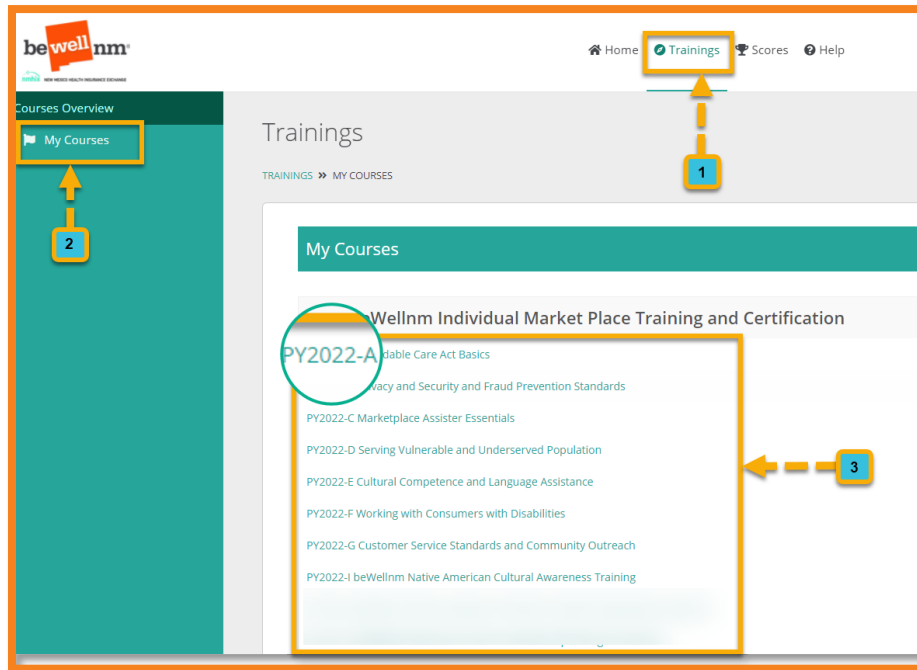 be well nm
NEW MEXICO HEALTH INSURANCE EXCHANGE
Home Trainings Scores Help
Courses Overview
My Courses
Trainings
1
TRAININGS » MY COURSES
2
My Courses
eWellnm Individual Market Place Training and Certification
PY2022-A dable Care Act Basics
vacy and Security and Fraud Prevention Standards
PY2022-C Marketplace Assister Essentials
PY2022-D Serving Vulnerable and Underserved Population
3
PY2022-E Cultural Competence and Language Assistance
PY2022-F Working with Consumers with Disabilities
PY2022-G Customer Service Standards and Community Outreach
PY2022-I beWellnm Native American Cultural Awareness Training